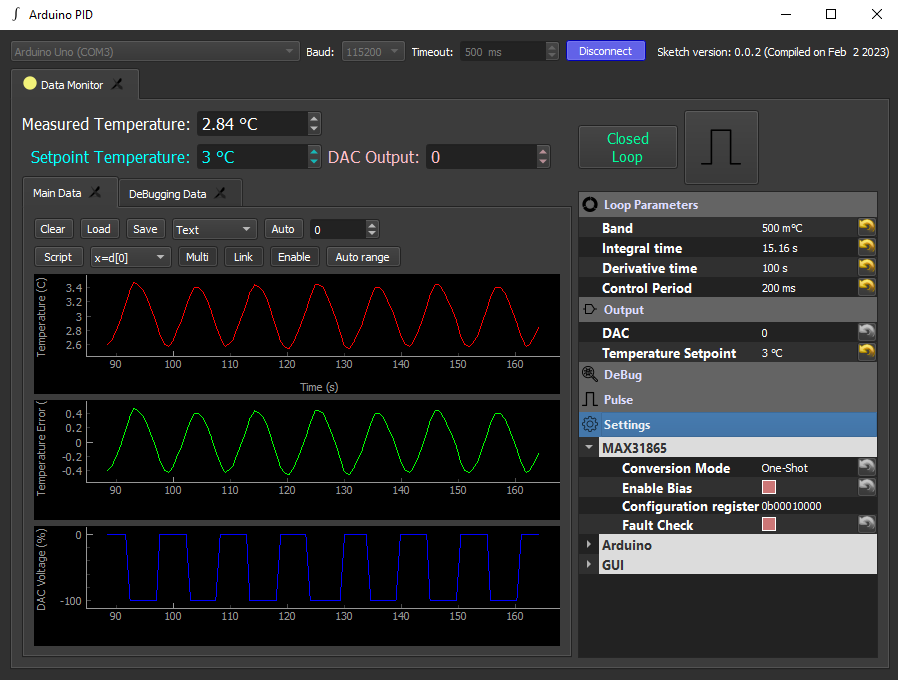 Arduino PID
Arduino Uno (COM3) Baud: 115200 Timeout: 500 ms Disconnect Sketch version: 0.0.2 (Compiled on Feb 2 2023)
Data Monitor
Measured Temperature: 2.84 °C
Setpoint Temperature: 3 °C DAC Output: 0
Closed
Loop
Main Data DeBugging Data
Clear Load Save Text Auto 0
Script x=d[0] Multi Link Enable Auto range
Temperature (C)
3.4
3.2
3
2.8
2.6
90 100 110 120 130 140 150 160
Time (s)
Temperature Error (
0.4
0.2
0
-0.2
-0.4
90 100 110 120 130 140 150 160
DAC Voltage (%)
0
-100
90 100 110 120 130 140 150 160
Loop Parameters
Band 500 m°C
Integral time 15.16 s
Derivative time 100 s
Control Period 200 ms
Output
DAC 0
Temperature Setpoint 3 °C
DeBug
Pulse
Settings
MAX31865
Conversion Mode One-Shot
Enable Bias
Configuration register 0b00010000
Fault Check
Arduino
GUI